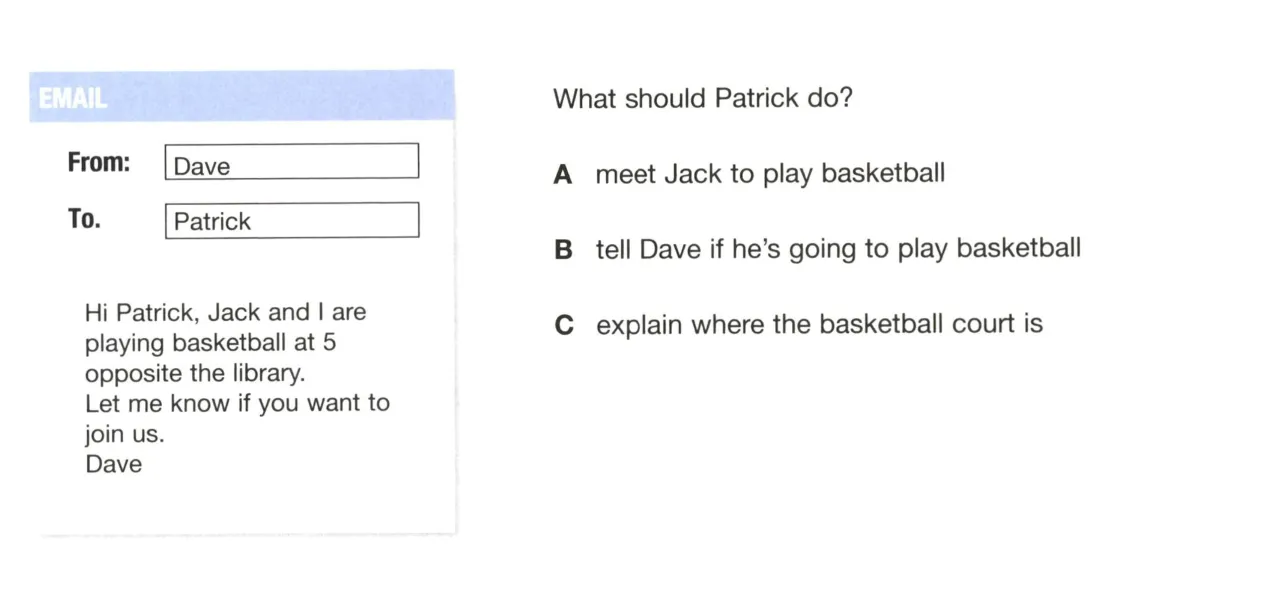 EMAIL
From: Dave
To. Patrick
Hi Patrick, Jack and I are
playing basketball at 5
opposite the library.
Let me know if you want to
join us.
Dave
What should Patrick do?
A meet Jack to play basketball
B tell Dave if he's going to play basketball
C explain where the basketball court is